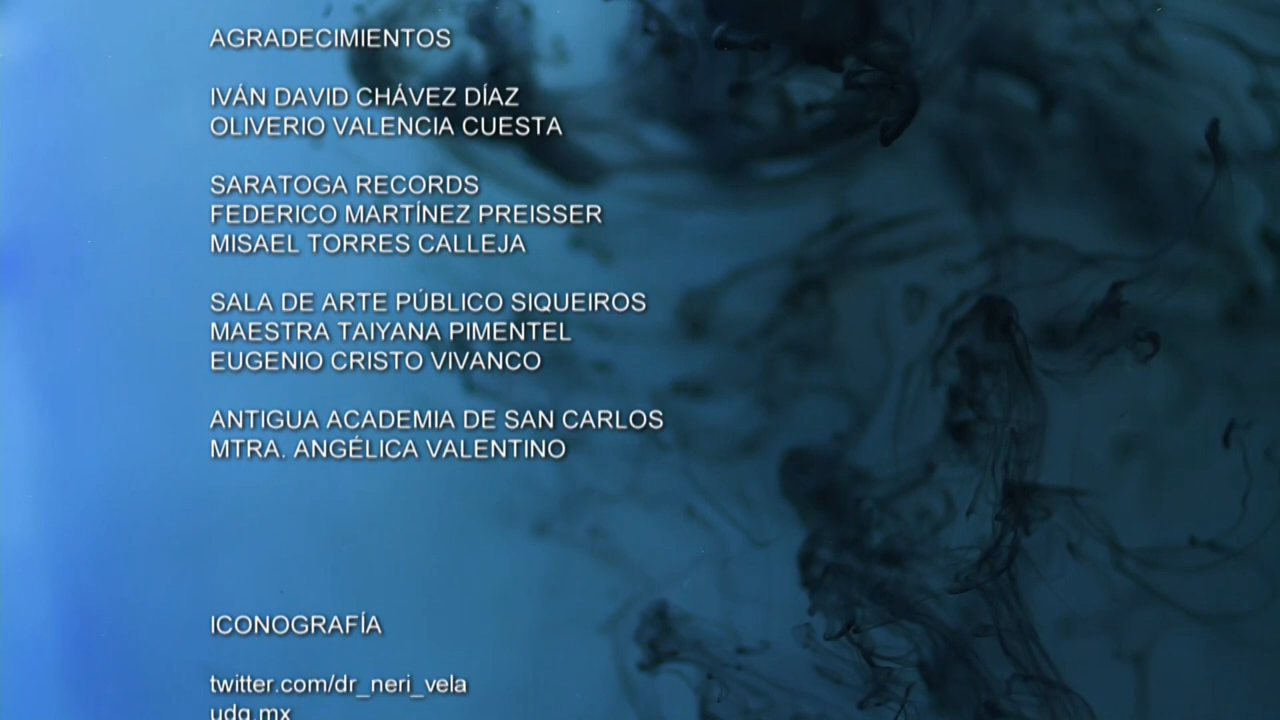 AGRADECIMIENTOS
IVÁN DAVID CHÁVEZ DÍAZ
OLIVERIO VALENCIA CUESTA
SARATOGA RECORDS
FEDERICO MARTÍNEZ PREISSER
MISAEL TORRES CALLEJA
SALA DE ARTE PÚBLICO SIQUEIROS
MAESTRA TAIYANA PIMENTEL
EUGENIO CRISTO VIVANCO
ANTIGUA ACADEMIA DE SAN CARLOS
MTRA. ANGÉLICA VALENTINO
ICONOGRAFÍA
twitter.com/dr_neri_vela
udg.mx